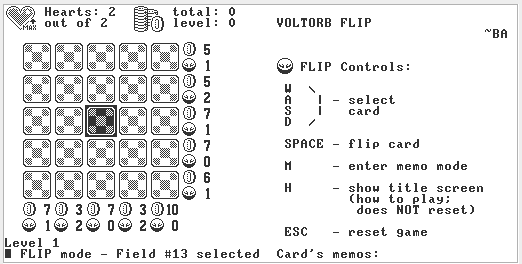 Hearts: 2
out of 2
MAX
total: 0
level: 0
VOLTORB FLIP
~BA
5
1
5
2
7
1
7
0
6
1
7 3 7 3 10
1 2 0 2 0
FLIP Controls:
W
A
S
D
- select
card
SPACE - flip card
M - enter memo mode
H - show title screen
(how to play;
does NOT reset)
ESC - reset game
Level 1
FLIP mode - Field #13 selected
Card's memos: